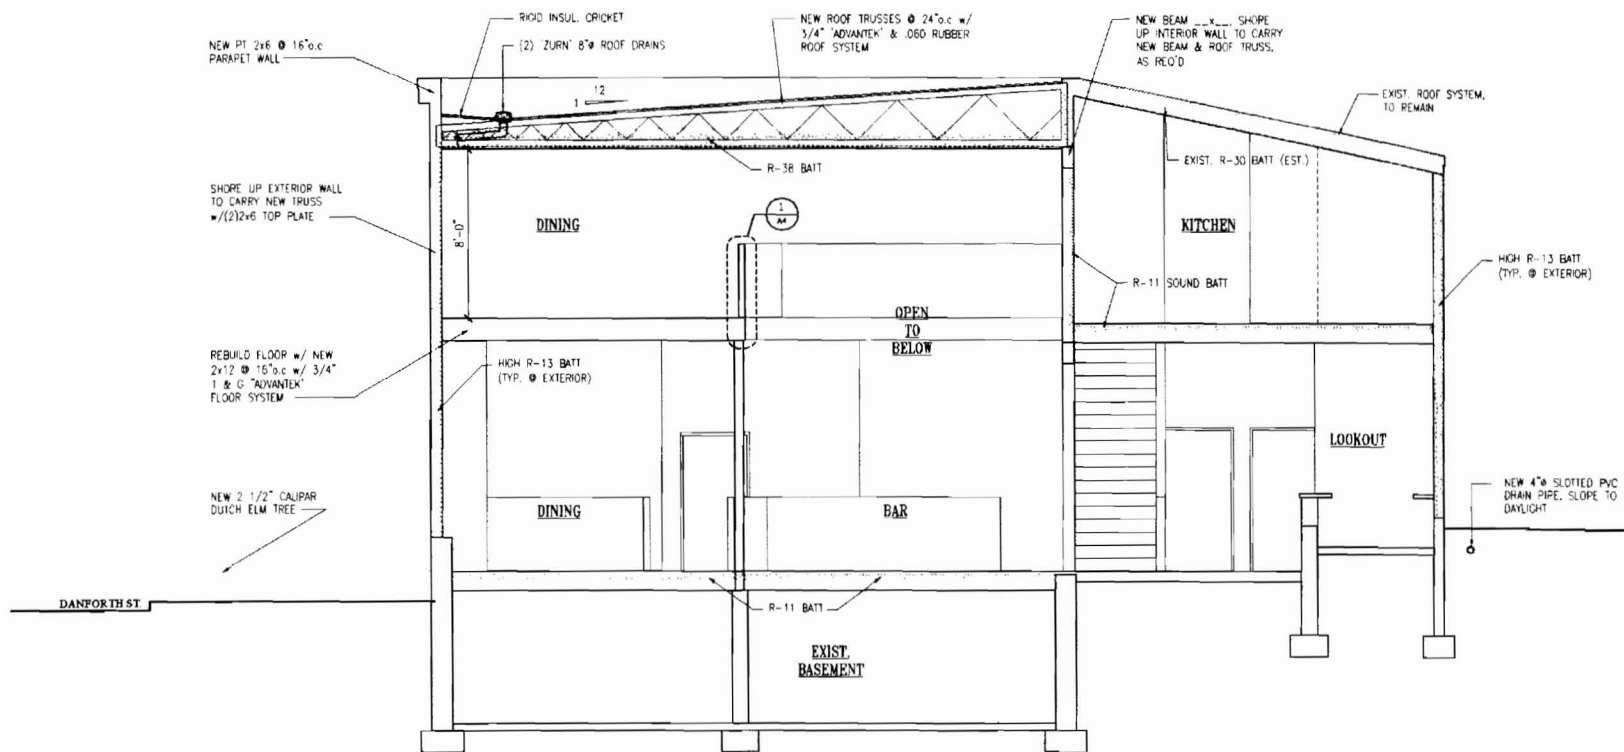 RIGID INSUL. CRICKET
(2) 'ZURN' 8"ø ROOF DRAINS
NEW PT 2x6 @ 16"o.c
PARAPET WALL
NEW ROOF TRUSSES @ 24"o.c w/
3/4" 'ADVANTEK' & .060 RUBBER
ROOF SYSTEM
NEW BEAM __x__, SHORE
UP INTERIOR WALL TO CARRY
NEW BEAM & ROOF TRUSS,
AS REQ'D
EXIST. ROOF SYSTEM,
TO REMAIN
12
1
R-38 BATT
EXIST. R-30 BATT (EST.)
SHORE UP EXTERIOR WALL
TO CARRY NEW TRUSS
w/(2)2x6 TOP PLATE
8'-0"
DINING
1
A4
KITCHEN
HIGH R-13 BATT
(TYP. @ EXTERIOR)
R-11 SOUND BATT
OPEN
TO
BELOW
REBUILD FLOOR w/ NEW
2x12 @ 16"o.c w/ 3/4"
T & G "ADVANTEK"
FLOOR SYSTEM
HIGH R-13 BATT
(TYP. @ EXTERIOR)
LOOKOUT
NEW 2 1/2" CALIPAR
DUTCH ELM TREE
DINING
BAR
NEW 4"ø SLOTTED PVC
DRAIN PIPE, SLOPE TO
DAYLIGHT
DANFORTH ST.
R-11 BATT
EXIST.
BASEMENT